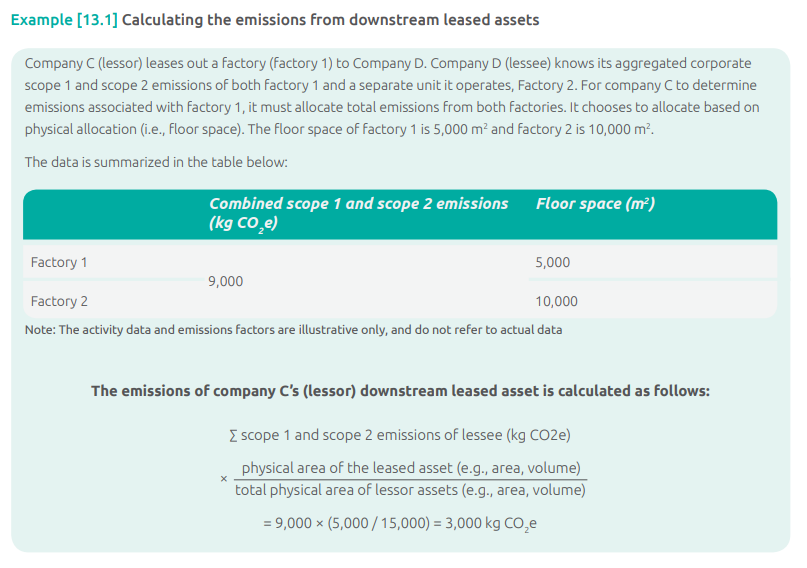 Example [13.1] Calculating the emissions from downstream leased assets
Company C (lessor) leases out a factory (factory 1) to Company D. Company D (lessee) knows its aggregated corporate
scope 1 and scope 2 emissions of both factory 1 and a separate unit it operates, Factory 2. For company C to determine
emissions associated with factory 1, it must allocate total emissions from both factories. It chooses to allocate based on
physical allocation (i.e., floor space). The floor space of factory 1 is 5,000 m² and factory 2 is 10,000 m².
The data is summarized in the table below:
Combined scope 1 and scope 2 emissions
(kg CO₂e)
Floor space (m²)
Factory 1
5,000
9,000
Factory 2
10,000
Note: The activity data and emissions factors are illustrative only, and do not refer to actual data
The emissions of company C’s (lessor) downstream leased asset is calculated as follows:
∑ scope 1 and scope 2 emissions of lessee (kg CO2e)
× physical area of the leased asset (e.g., area, volume)
total physical area of lessor assets (e.g., area, volume)
= 9,000 × (5,000 / 15,000) = 3,000 kg CO₂e